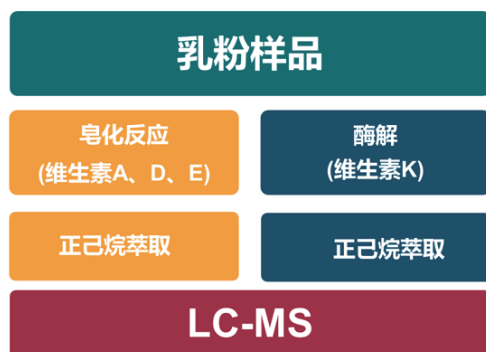 乳粉样品
皂化反应
(维生素A、D、E)
酶解
(维生素K)
正己烷萃取
正己烷萃取
LC-MS